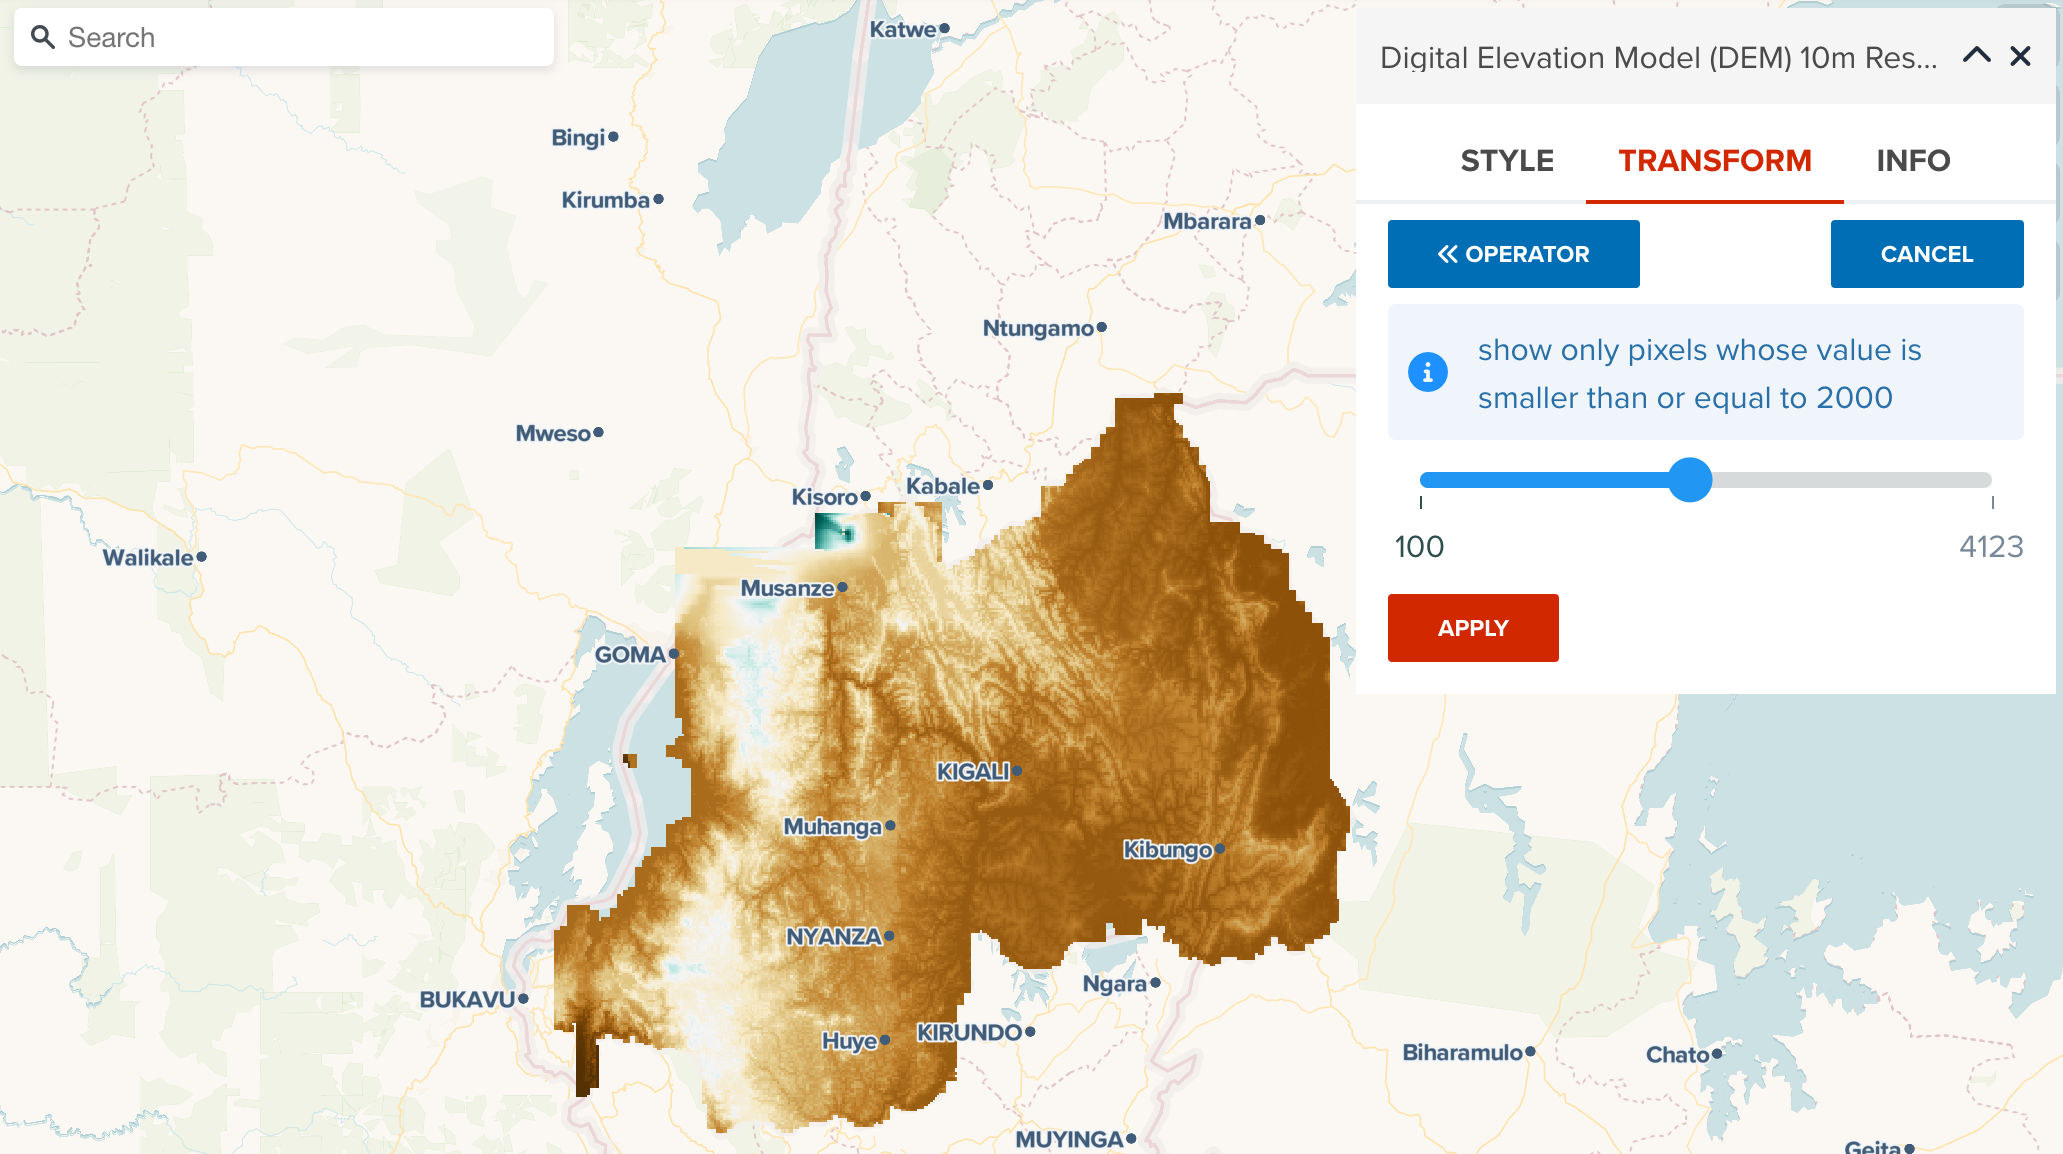 Search
Katwe
Bingi
Kirumba
Mbarara
Ntungamo
Mweso
Kisoro
Kabale
Walikale
Musanze
GOMA
KIGALI
Muhanga
Kibungo
NYANZA
BUKAVU
Ngara
Huye
KIRUNDO
Biharamulo
Chato
MUYINGA
Geita
Digital Elevation Model (DEM) 10m Res...
STYLE
TRANSFORM
INFO
OPERATOR
CANCEL
show only pixels whose value is
smaller than or equal to 2000
100
4123
APPLY